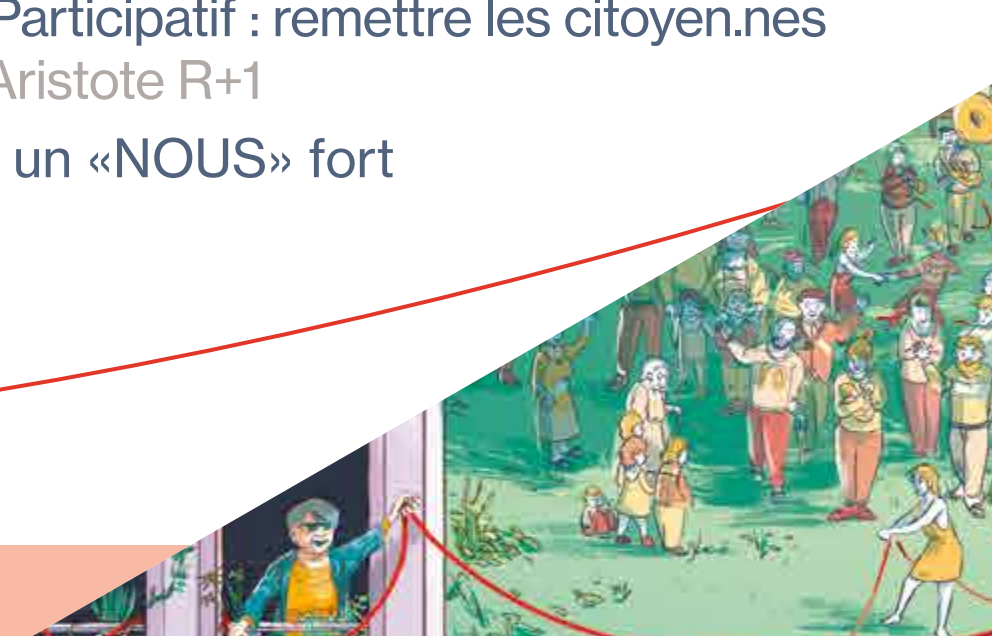 Participatif : remettre les citoyen.nes
Aristote R+1
un «NOUS» fort